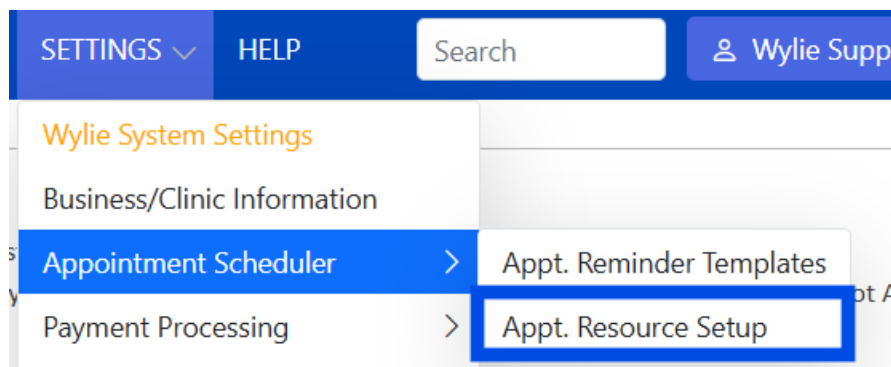 SETTINGS HELP Search Wylie Supp
Wylie System Settings
Business/Clinic Information
Appointment Scheduler
Appt. Reminder Templates
Payment Processing
Appt. Resource Setup